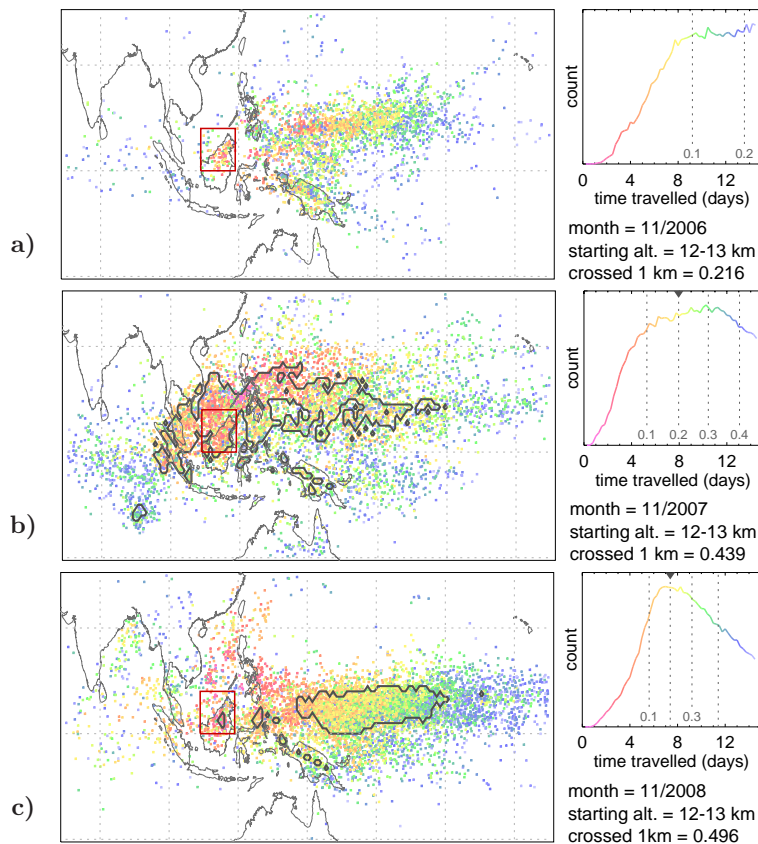 count
0.1
0.2
0
4
8
12
time travelled (days)
a)
month = 11/2006
starting alt. = 12-13 km
crossed 1 km = 0.216
count
0.1
0.2
0.3
0.4
0
4
8
12
time travelled (days)
b)
month = 11/2007
starting alt. = 12-13 km
crossed 1 km = 0.439
count
0.1
0.3
0
4
8
12
time travelled (days)
c)
month = 11/2008
starting alt. = 12-13 km
crossed 1km = 0.496